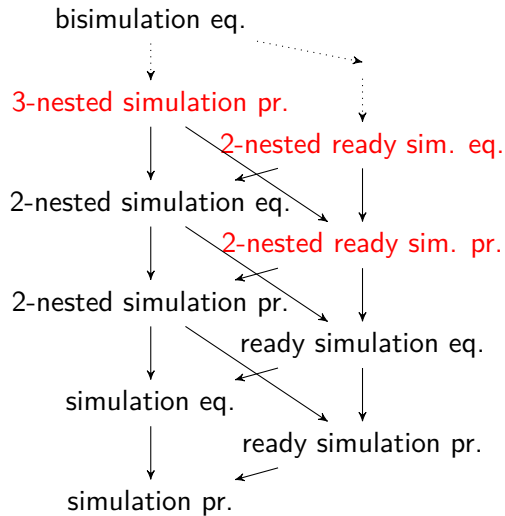 bisimulation eq.
3-nested simulation pr.
2-nested ready sim. eq.
2-nested simulation eq.
2-nested ready sim. pr.
2-nested simulation pr.
ready simulation eq.
simulation eq.
ready simulation pr.
simulation pr.